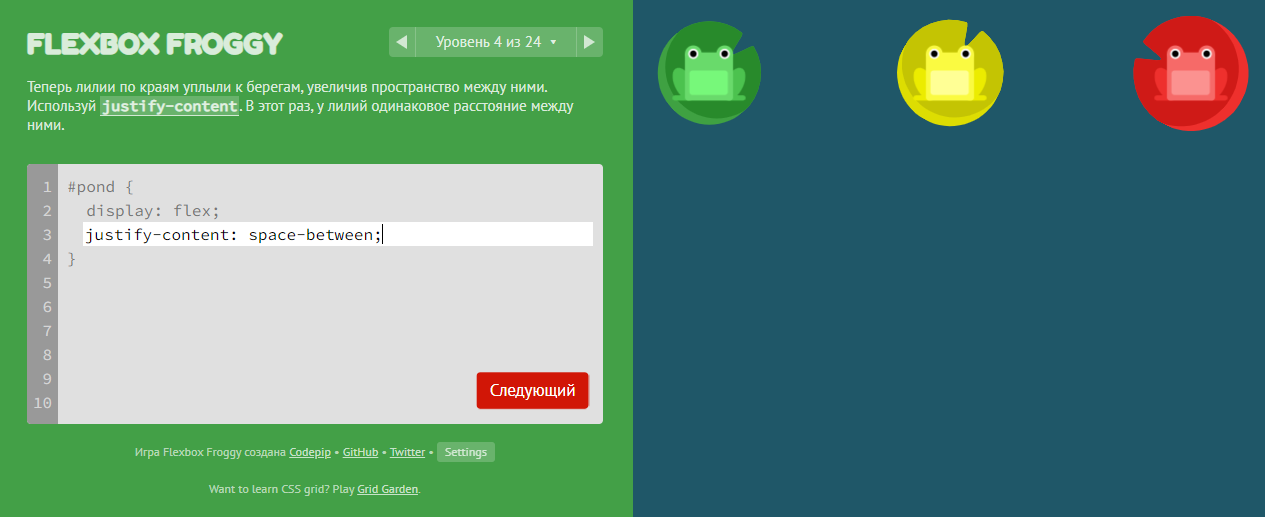 FLEXBOX FROGGY
Уровень 4 из 24
Теперь лилии по краям уплыли к берегам, увеличив пространство между ними.
Используй justify-content. В этот раз, у лилий одинаковое расстояние между
ними.
1 #pond {
2 display: flex;
3 justify-content: space-between;
4 }
5
6
7
8
9
10
Следующий
Игра Flexbox Froggy создана Codepip • GitHub • Twitter • Settings
Want to learn CSS grid? Play Grid Garden.